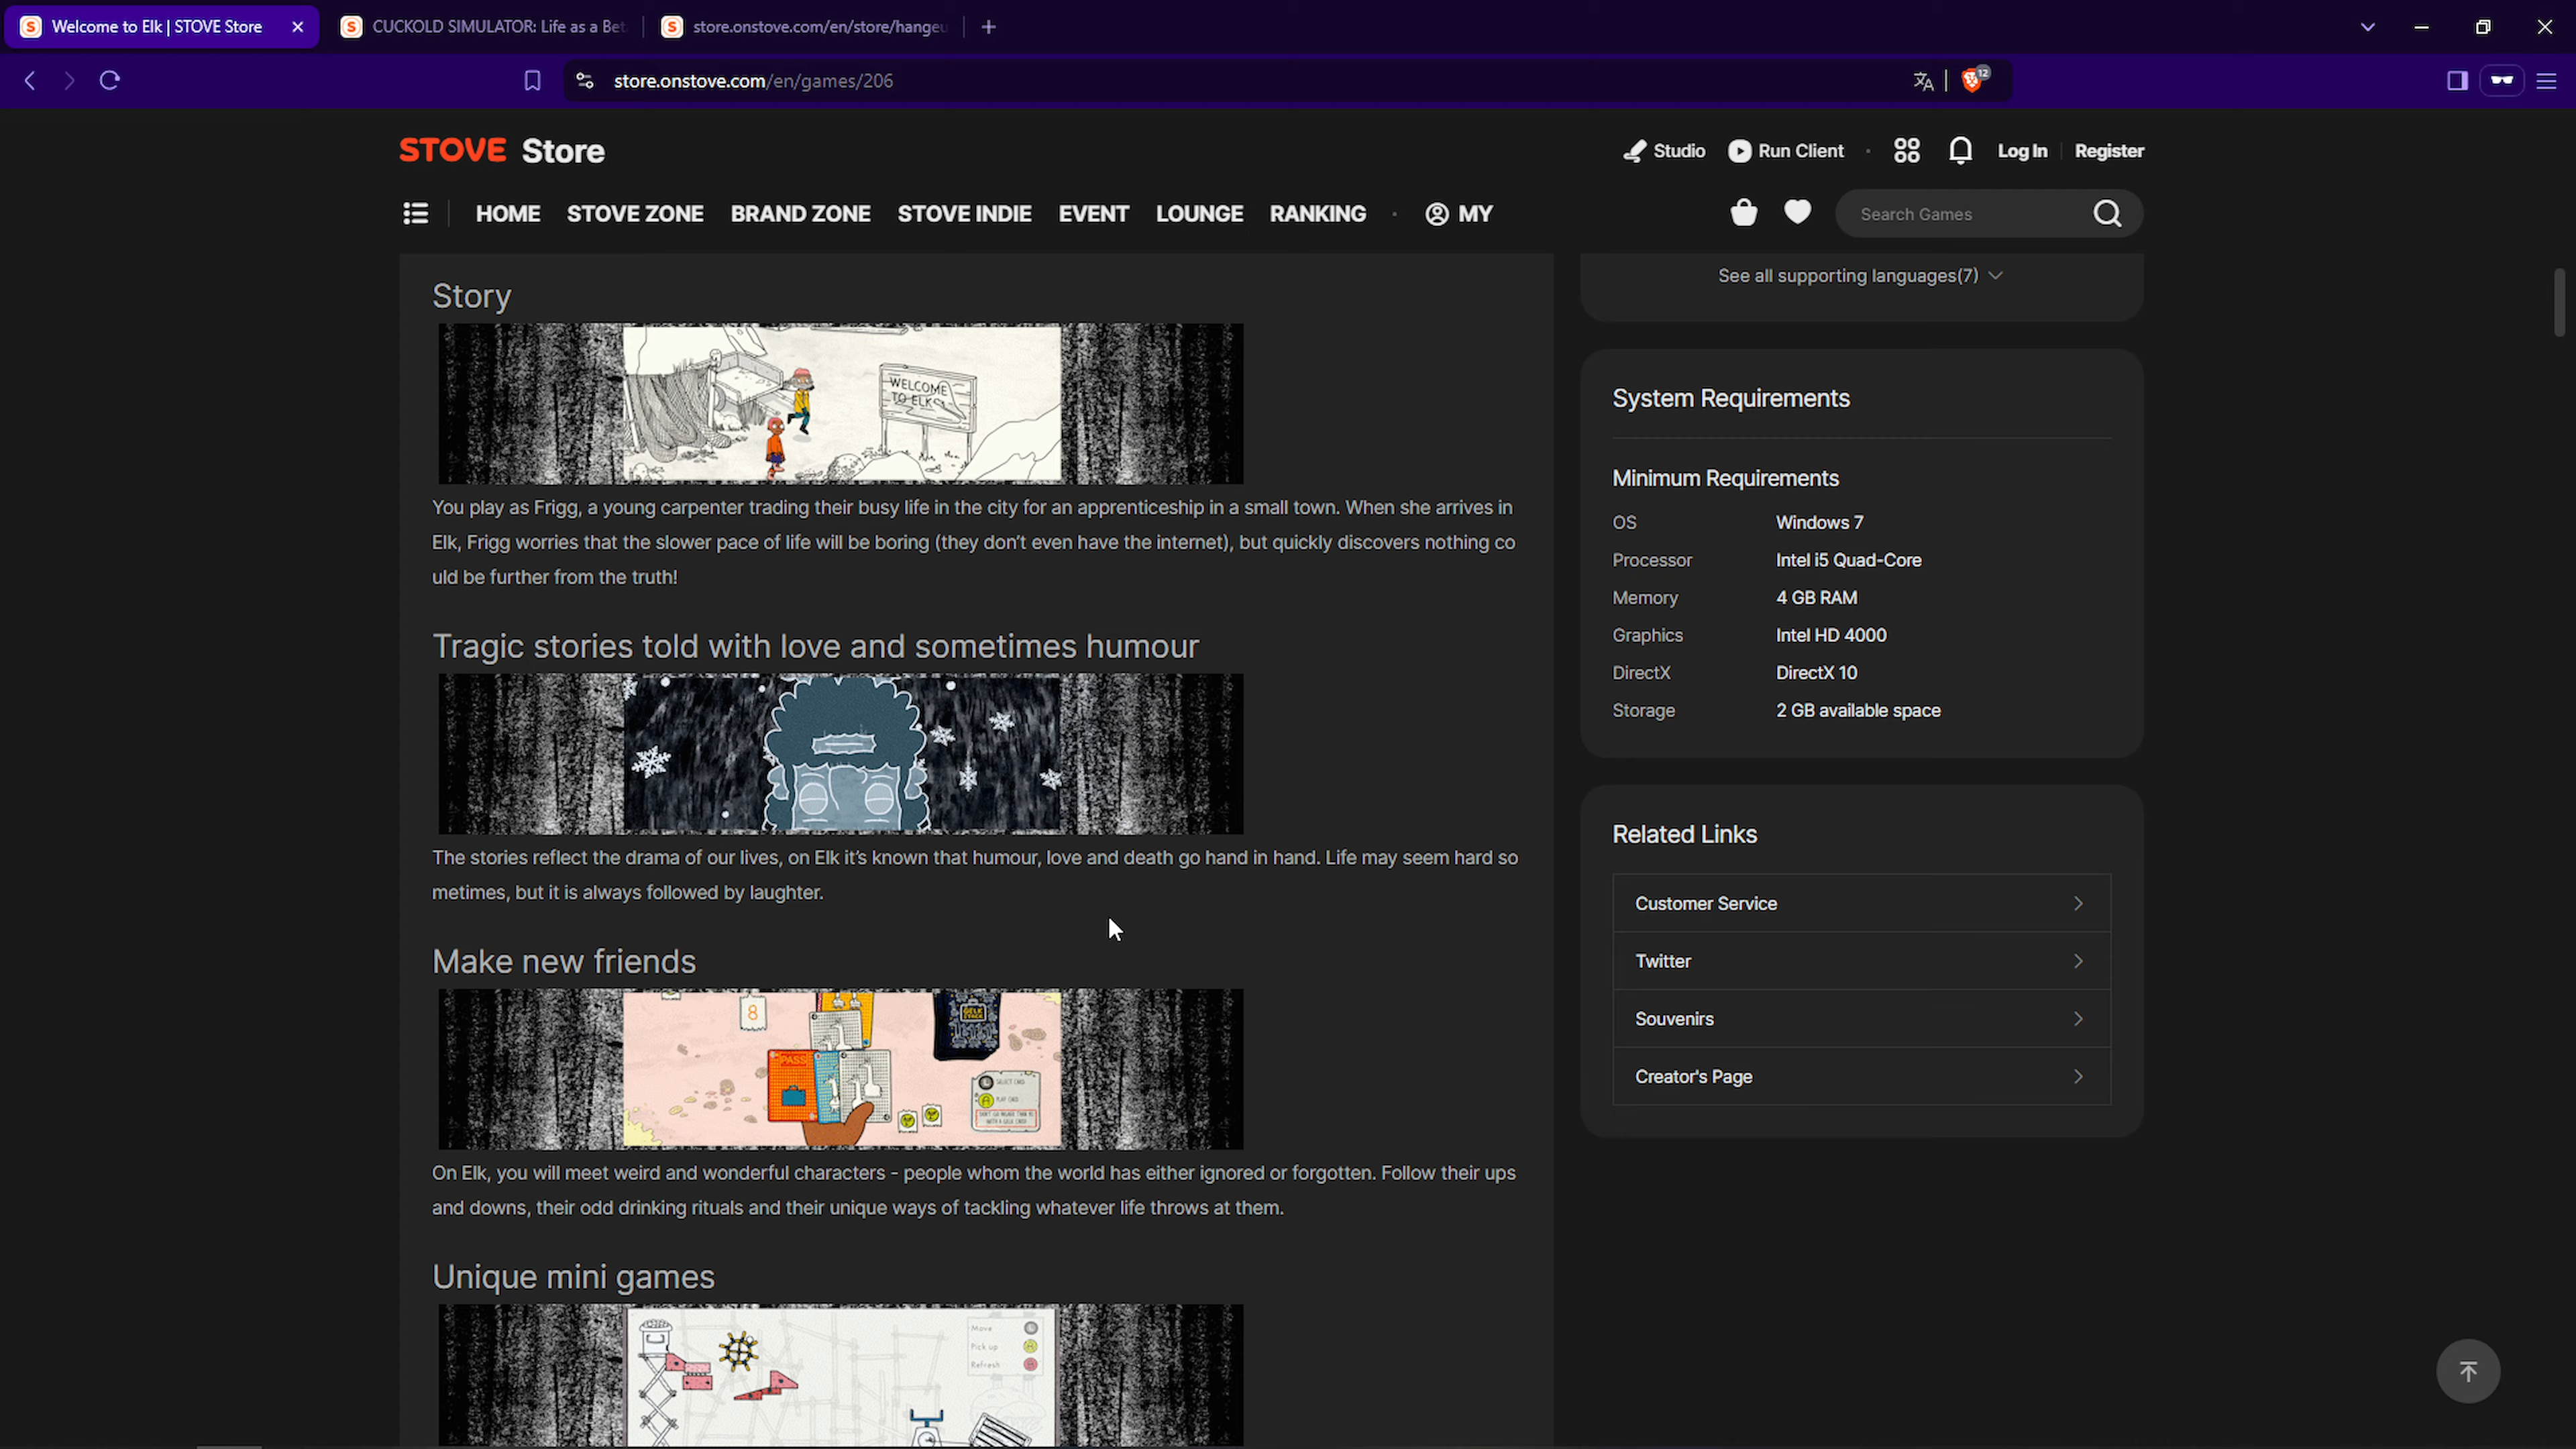 Welcome to Elk | STOVE Store
CUCKOLD SIMULATOR: Life as a Bet
store.onstove.com/en/store/hangeu
store.onstove.com/en/games/206
12
STOVE Store
Studio
Run Client
Log In
Register
HOME
STOVE ZONE
BRAND ZONE
STOVE INDIE
EVENT
LOUNGE
RANKING
MY
Search Games
Story
WELCOME
TO ELK
You play as Frigg, a young carpenter trading their busy life in the city for an apprenticeship in a small town. When she arrives in
Elk, Frigg worries that the slower pace of life will be boring (they don't even have the internet), but quickly discovers nothing co
uld be further from the truth!
Tragic stories told with love and sometimes humour
The stories reflect the drama of our lives, on Elk it's known that humour, love and death go hand in hand. Life may seem hard so
metimes, but it is always followed by laughter.
Make new friends
8
PASS
SELECT CARD
A PLAY CARD
On Elk, you will meet weird and wonderful characters - people whom the world has either ignored or forgotten. Follow their ups
and downs, their odd drinking rituals and their unique ways of tackling whatever life throws at them.
Unique mini games
Move
Pick up
Refresh
See all supporting languages(7)
System Requirements
Minimum Requirements
OS Windows 7
Processor Intel i5 Quad-Core
Memory 4 GB RAM
Graphics Intel HD 4000
DirectX DirectX 10
Storage 2 GB available space
Related Links
Customer Service
Twitter
Souvenirs
Creator's Page